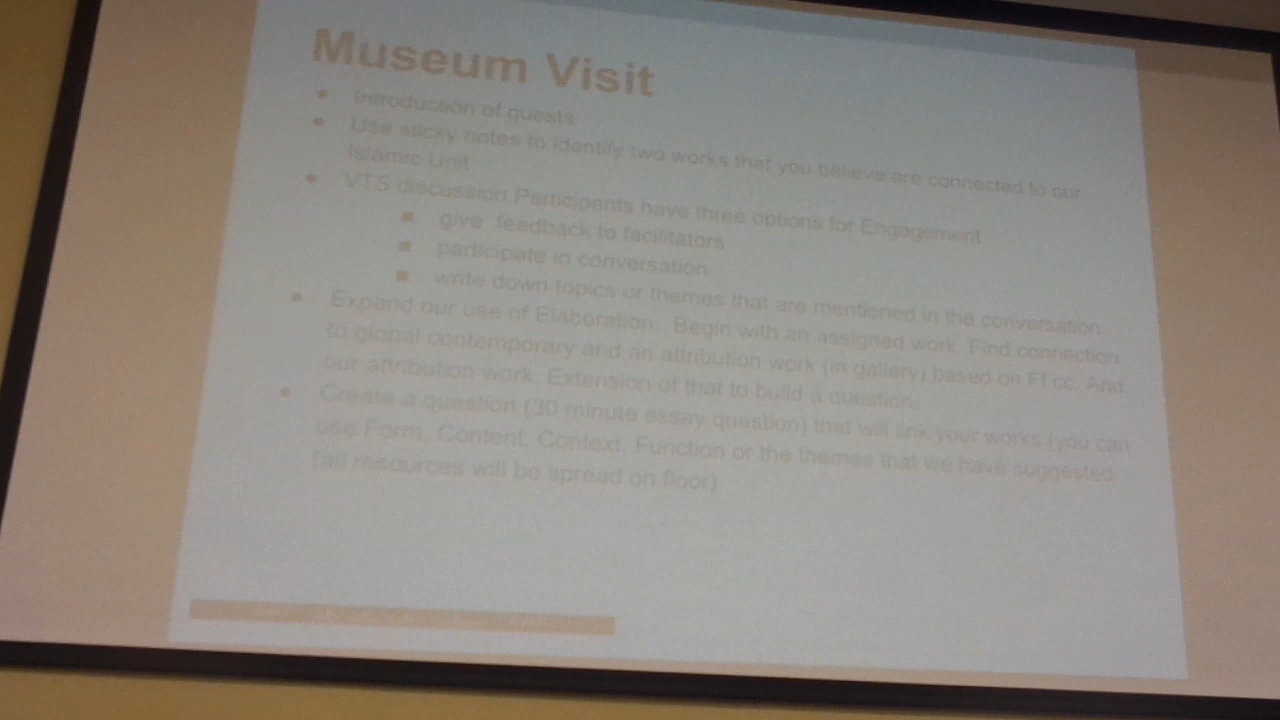 Museum Visit
Introduction of guests
Use sticky notes to identify two works that you believe are connected to our
Islamic Unit
VTS discussion Participants have three options for Engagement
give feedback to facilitators
participate in conversation
write down topics or themes that are mentioned in the conversation
Expand our use of Elaboration: Begin with an assigned work. Find connection
to global contemporary and an attribution work (in gallery) based on Ff cc. And
our attribution work. Extension of that to build a question.
Create a question (30 minute essay question) that will link your works (you can
use Form, Content, Context, Function or the themes that we have suggested
(all resources will be spread on floor)